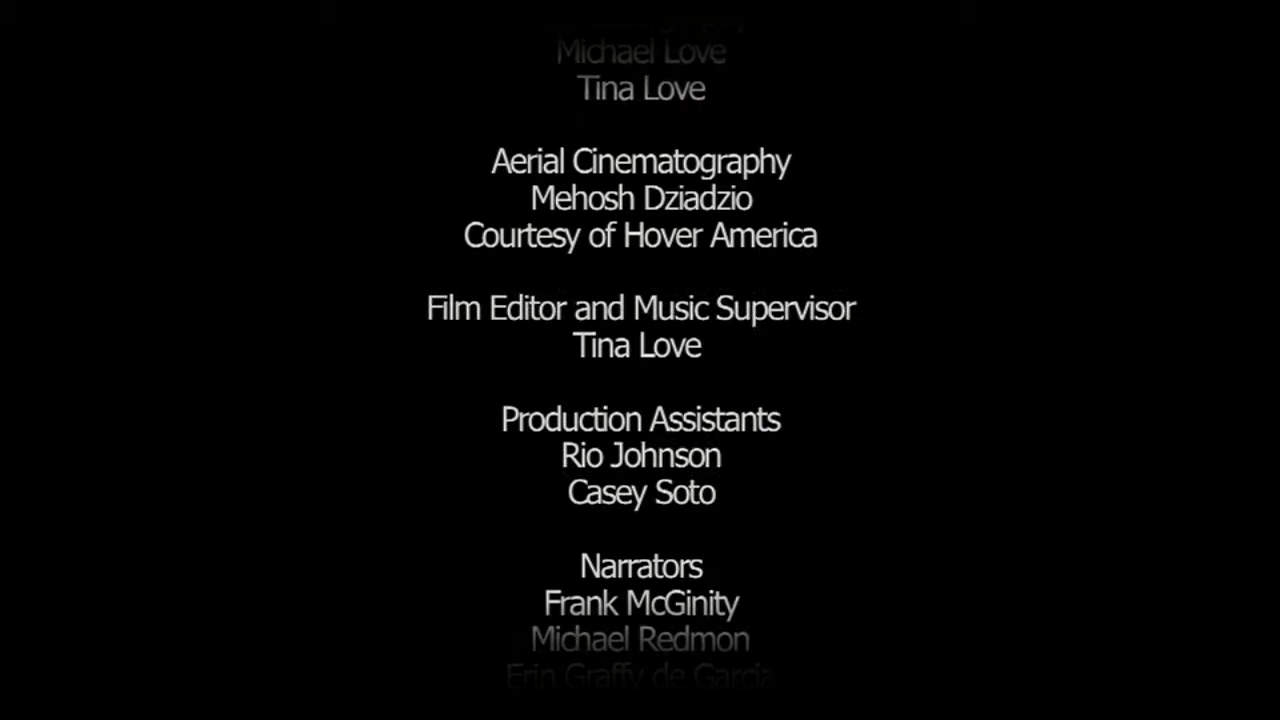 Michael Love
Tina Love
Aerial Cinematography
Mehosh Dziadzio
Courtesy of Hover America
Film Editor and Music Supervisor
Tina Love
Production Assistants
Rio Johnson
Casey Soto
Narrators
Frank McGinity
Michael Redmon
Erin Graffy de Garcia